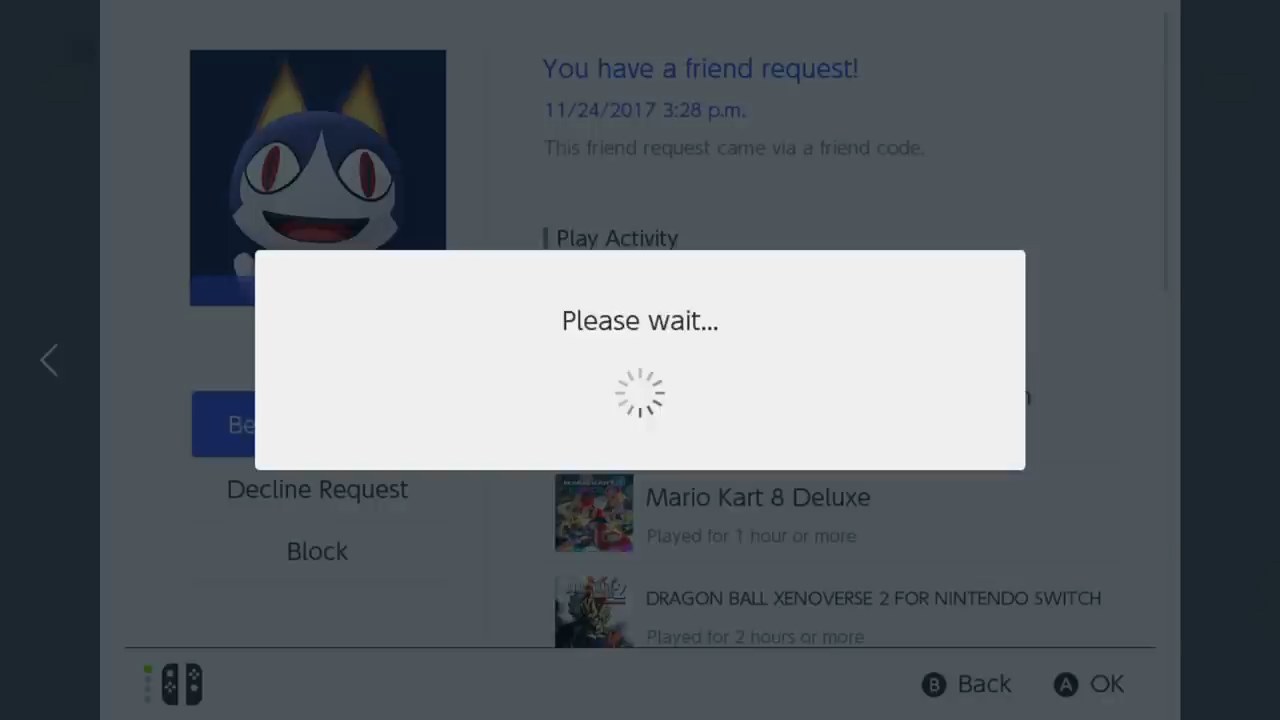 You have a friend request!
11/24/2017 3:28 p.m.
This friend request came via a friend code.
Play Activity
Please wait...
Be
Decline Request
Block
Mario Kart 8 Deluxe
Played for 1 hour or more
DRAGON BALL XENOVERSE 2 FOR NINTENDO SWITCH
Played for 2 hours or more
B Back
A OK